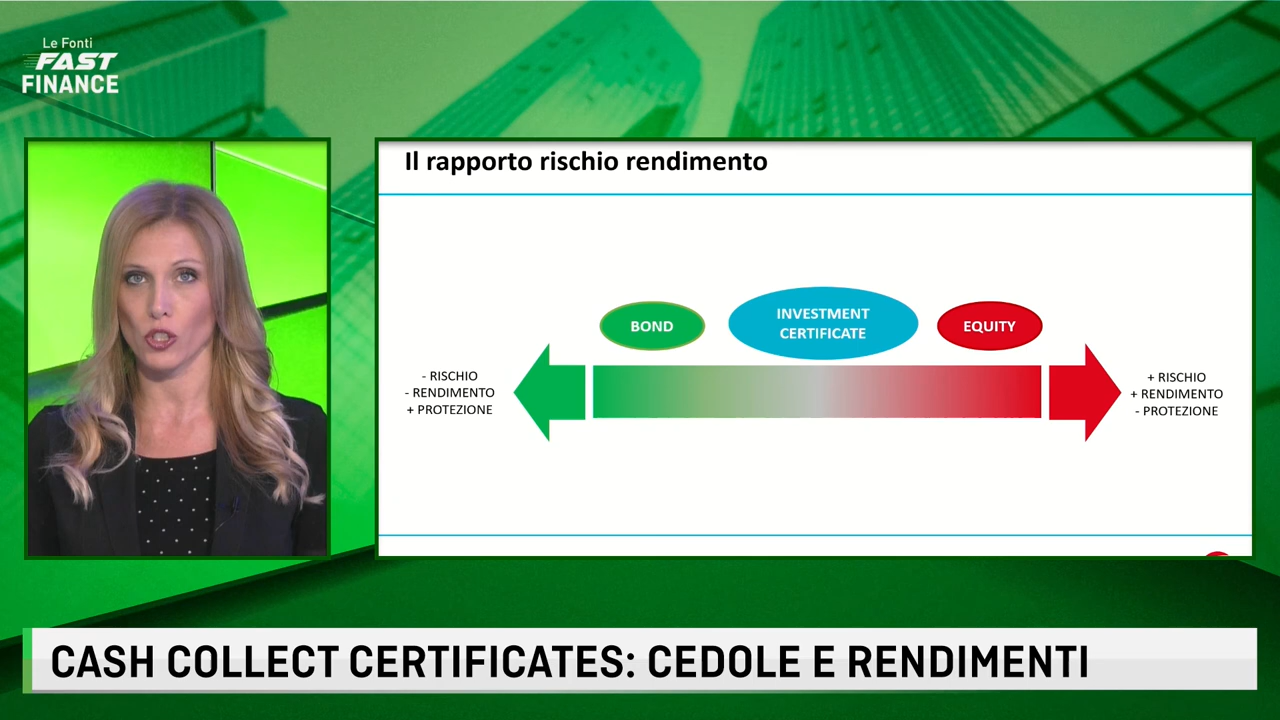 Le Fonti
FAST
FINANCE
Il rapporto rischio rendimento
BOND
INVESTMENT
CERTIFICATE
EQUITY
- RISCHIO
- RENDIMENTO
+ PROTEZIONE
+ RISCHIO
+ RENDIMENTO
- PROTEZIONE
CASH COLLECT CERTIFICATES: CEDOLE E RENDIMENTI